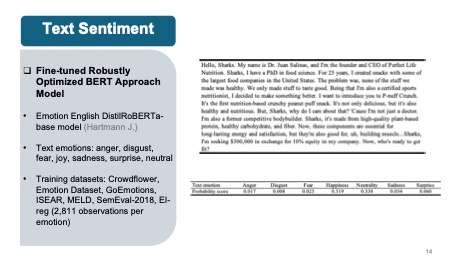 Text Sentiment
❑ Fine-tuned Robustly
Optimized BERT Approach
Model
• Emotion English DistilRoBERTa-
base model (Hartmann J.)
• Text emotions: anger, disgust,
fear, joy, sadness, surprise, neutral
• Training datasets: Crowdflower,
Emotion Dataset, GoEmotions,
ISEAR, MELD, SemEval-2018, EI-
reg (2,811 observations per
emotion)
Hello, Sharks. My name is Dr. Juan Salinas, and I'm the founder and CEO of Perfect Life
Nutrition. Sharks, I have a PhD in food science. For 25 years, I created snacks with some of
the largest food companies in the United States. The problem was, none of the stuff we
made was healthy. We only made stuff to taste good. Being that I'm also a certified sports
nutritionist, I decided to make something better. I want to introduce you to P-nuff Crunch.
It's the first nutrition-based crunchy peanut puff snack. It's not only delicious, but it's also
healthy and nutritious. But, Sharks, why do I care about that? 'Cause I'm not just a doctor.
I'm also a former competitive bodybuilder. Sharks, it's made from high-quality plant-based
protein, healthy carbohydrate, and fiber. Now, those components are essential for
long-lasting energy and satisfaction, but they're also good for, uh, building muscle...Sharks,
I'm seeking $300,000 in exchange for 10% equity in my company. Now, who's ready to get
fit?
Text emotion Anger Disgust Fear Happiness Neutrality Sadness Surprise
Probability score 0.017 0.008 0.023 0.519 0.338 0.034 0.060
14